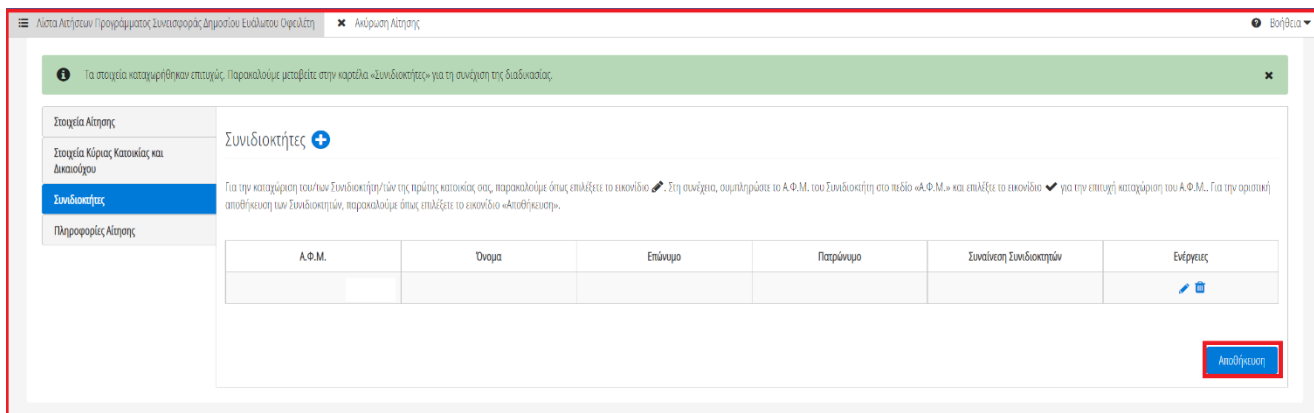 Λίστα Αιτήσεων Προγράμματος Συνεισφοράς Δημοσίου Ευάλωτου Οφειλέτη
Ακύρωση Αίτησης
Βοήθεια
Τα στοιχεία καταχωρήθηκαν επιτυχώς. Παρακαλούμε μεταβείτε στην καρτέλα «Συνιδιοκτήτες» για τη συνέχιση της διαδικασίας.
Στοιχεία Αίτησης
Στοιχεία Κύριας Κατοικίας και
Δικαιούχου
Συνιδιοκτήτες
Πληροφορίες Αίτησης
Συνιδιοκτήτες
Για την καταχώριση του/των Συνιδιοκτήτη/τών της πρώτης κατοικίας σας, παρακαλούμε όπως επιλέξετε το εικονίδιο . Στη συνέχεια, συμπληρώστε το Α.Φ.Μ. του Συνιδιοκτήτη στο πεδίο «Α.Φ.Μ.» και επιλέξτε το εικονίδιο για την επιτυχή καταχώριση του Α.Φ.Μ.. Για την οριστική
αποθήκευση των Συνιδιοκτητών, παρακαλούμε όπως επιλέξετε το εικονίδιο «Αποθήκευση».
Α.Φ.Μ. Όνομα Επώνυμο Πατρώνυμο Συναίνεση Συνιδιοκτητών Ενέργειες
Αποθήκευση